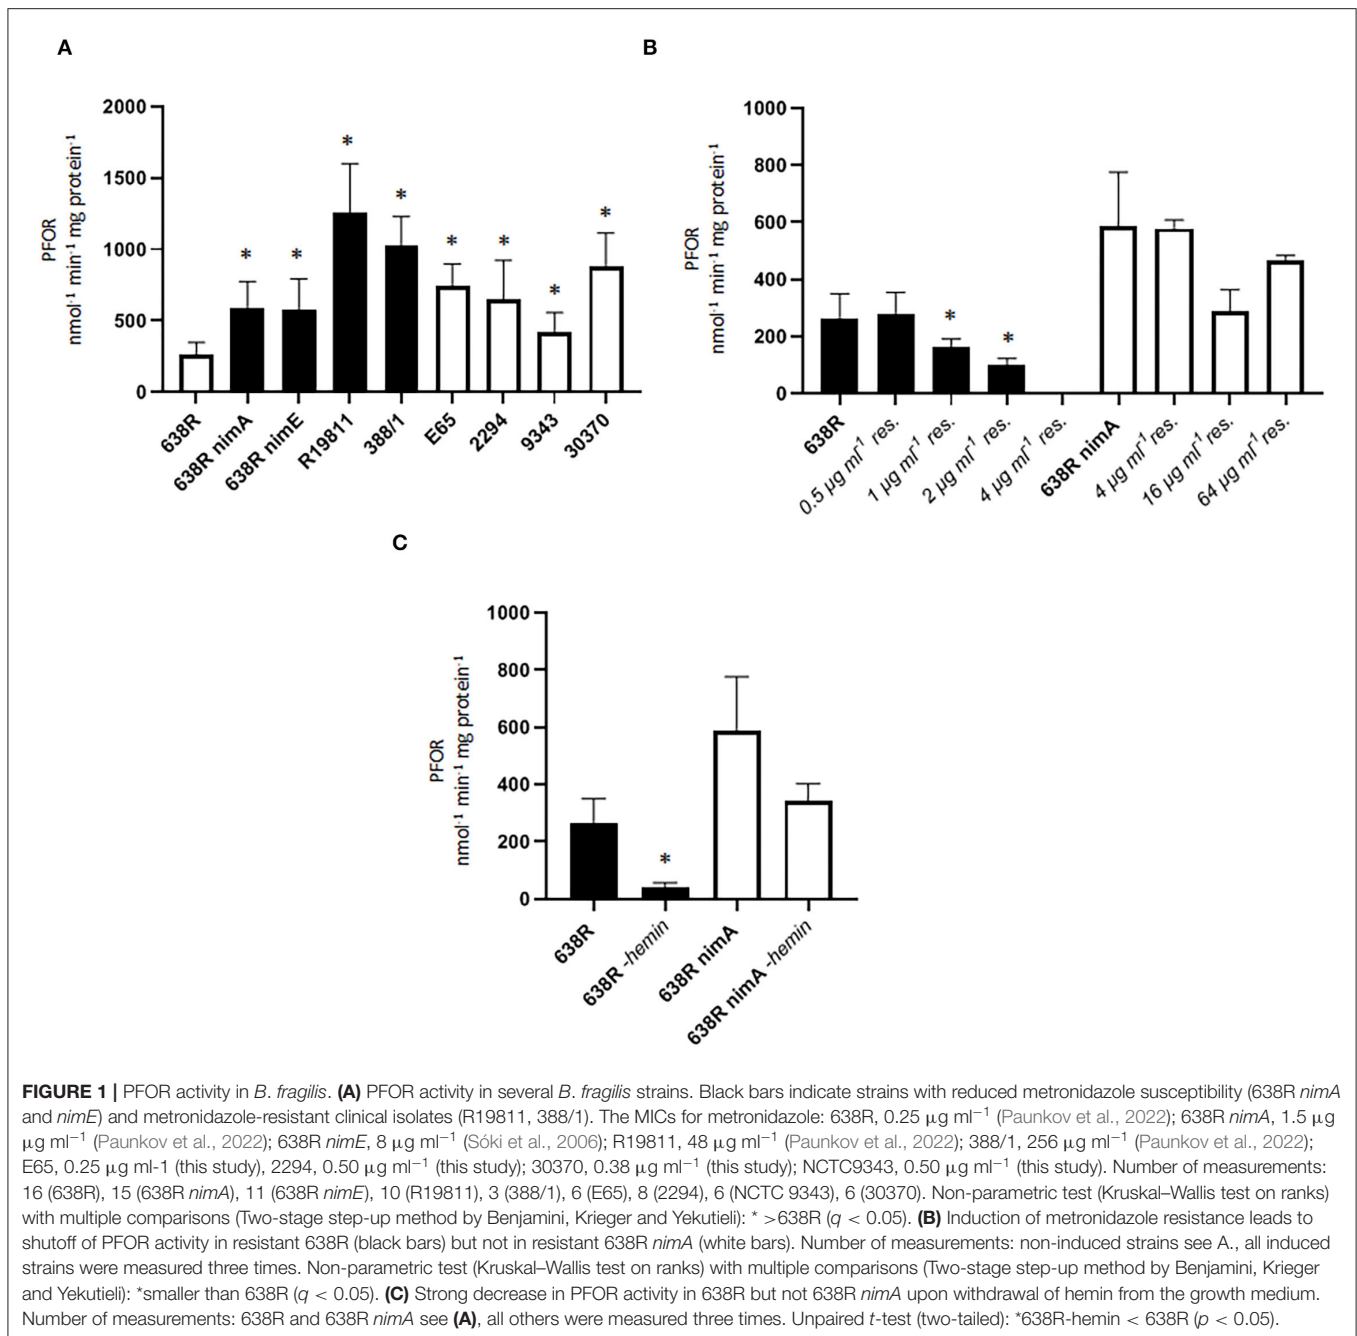 A
PFOR
nmol⁻¹ min⁻¹ mg protein⁻¹
2000
1500
1000
500
0
*
*
*
*
*
*
*
*
638R
638R nimA
638R nimE
R19811
388/1
E65
2294
9343
30370
B
PFOR
nmol⁻¹ min⁻¹ mg protein⁻¹
1000
800
600
400
200
0
*
*
638R
0.5 µg ml⁻¹ res.
1 µg ml⁻¹ res.
2 µg ml⁻¹ res.
4 µg ml⁻¹ res.
638R nimA
4 µg ml⁻¹ res.
16 µg ml⁻¹ res.
64 µg ml⁻¹ res.
C
PFOR
nmol⁻¹ min⁻¹ mg protein⁻¹
1000
800
600
400
200
0
*
638R
638R -hemin
638R nimA
638R nimA -hemin
FIGURE 1 | PFOR activity in B. fragilis. (A) PFOR activity in several B. fragilis strains. Black bars indicate strains with reduced metronidazole susceptibility (638R nimA
and nimE) and metronidazole-resistant clinical isolates (R19811, 388/1). The MICs for metronidazole: 638R, 0.25 µg ml⁻¹ (Paunkov et al., 2022); 638R nimA, 1.5 µg
µg ml⁻¹ (Paunkov et al., 2022); 638R nimE, 8 µg ml⁻¹ (Sóki et al., 2006); R19811, 48 µg ml⁻¹ (Paunkov et al., 2022); 388/1, 256 µg ml⁻¹ (Paunkov et al., 2022);
E65, 0.25 µg ml-1 (this study), 2294, 0.50 µg ml⁻¹ (this study); 30370, 0.38 µg ml⁻¹ (this study); NCTC9343, 0.50 µg ml⁻¹ (this study). Number of measurements:
16 (638R), 15 (638R nimA), 11 (638R nimE), 10 (R19811), 3 (388/1), 6 (E65), 8 (2294), 6 (NCTC 9343), 6 (30370). Non-parametric test (Kruskal–Wallis test on ranks)
with multiple comparisons (Two-stage step-up method by Benjamini, Krieger and Yekutieli): * >638R (q < 0.05). (B) Induction of metronidazole resistance leads to
shutoff of PFOR activity in resistant 638R (black bars) but not in resistant 638R nimA (white bars). Number of measurements: non-induced strains see A., all induced
strains were measured three times. Non-parametric test (Kruskal–Wallis test on ranks) with multiple comparisons (Two-stage step-up method by Benjamini, Krieger
and Yekutieli): *smaller than 638R (q < 0.05). (C) Strong decrease in PFOR activity in 638R but not 638R nimA upon withdrawal of hemin from the growth medium.
Number of measurements: 638R and 638R nimA see (A), all others were measured three times. Unpaired t-test (two-tailed): *638R-hemin < 638R (p < 0.05).